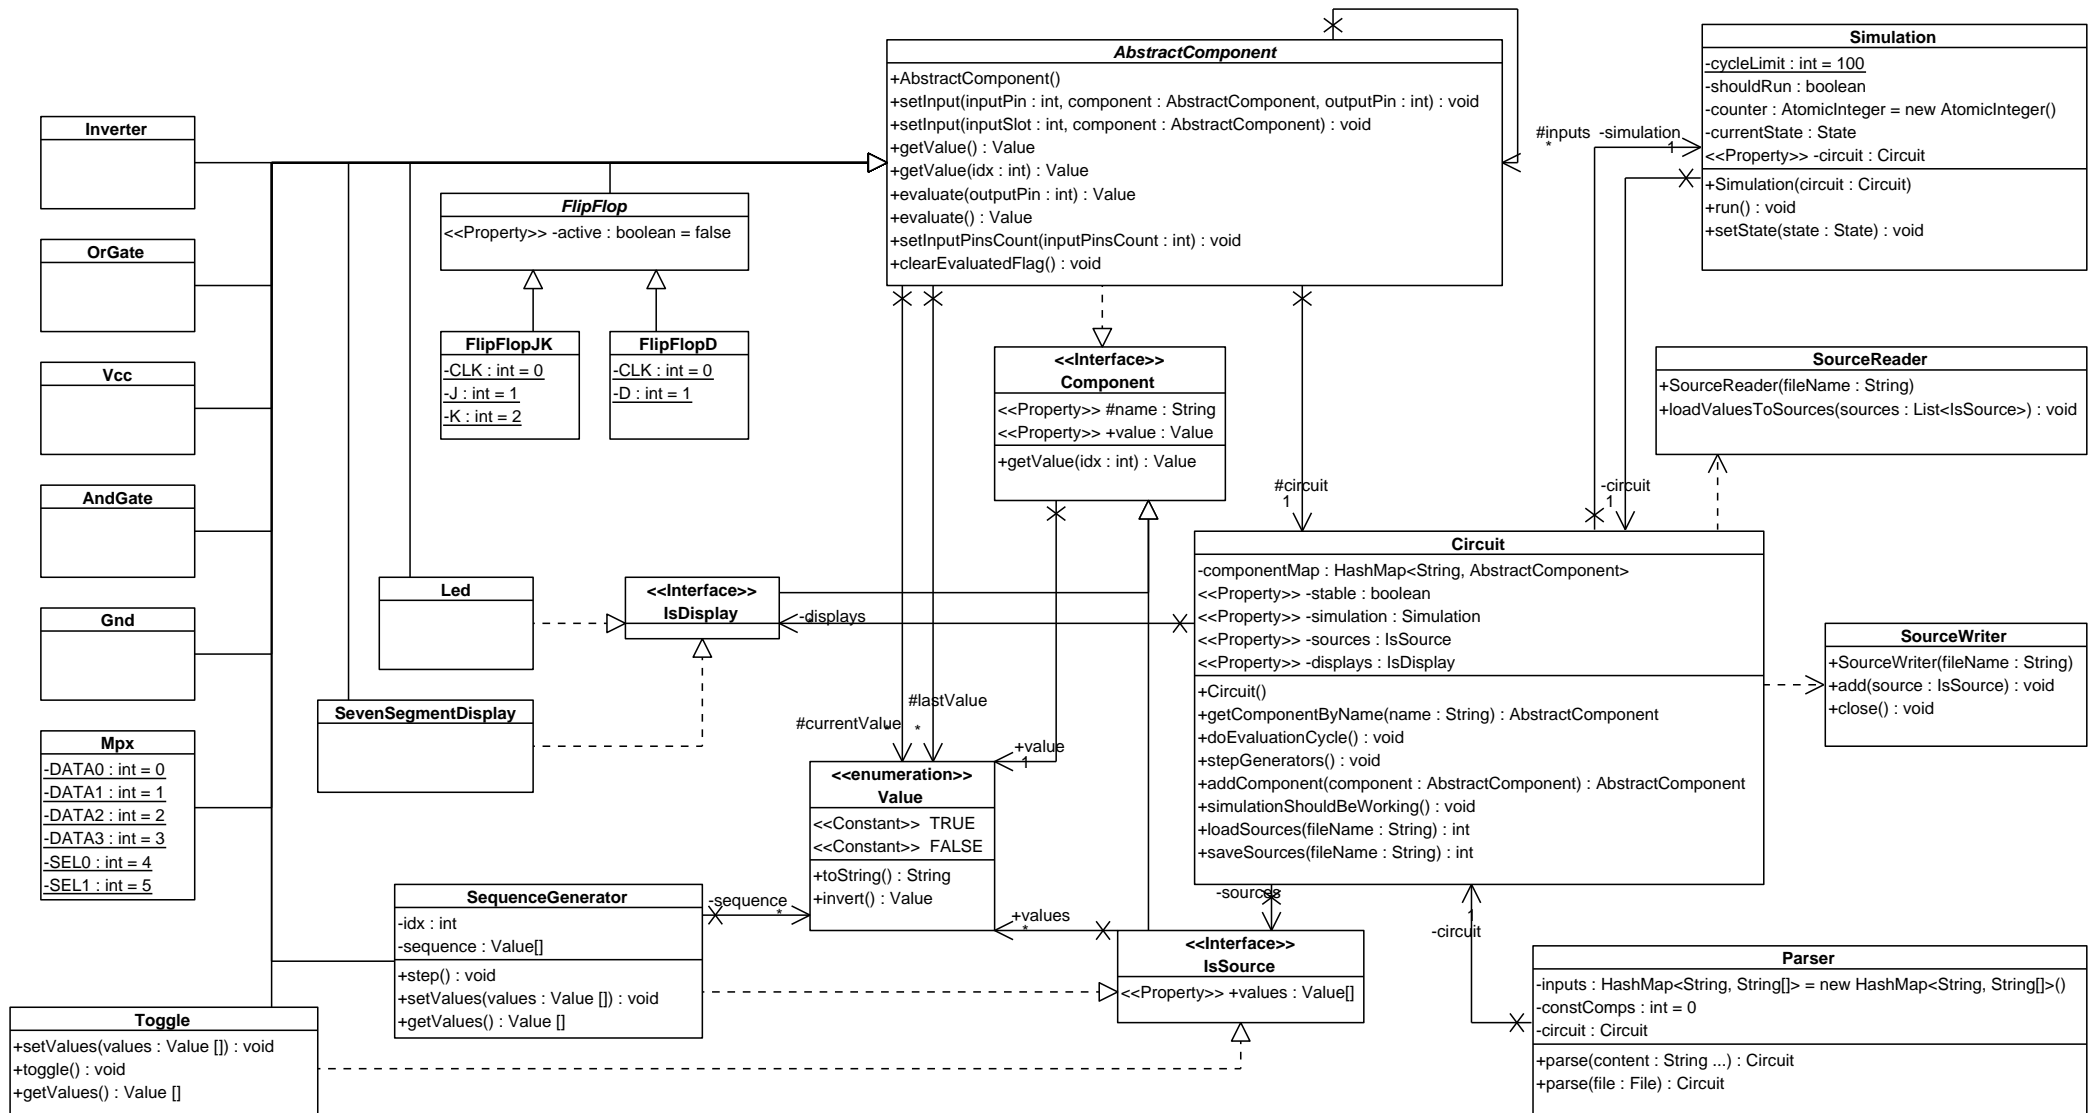 AbstractComponent
+AbstractComponent()
+setInput(inputPin : int, component : AbstractComponent, outputPin : int) : void
+setInput(inputSlot : int, component : AbstractComponent) : void
+getValue() : Value
+getValue(idx : int) : Value
+evaluate(outputPin : int) : Value
+evaluate() : Value
+setInputPinsCount(inputPinsCount : int) : void
+clearEvaluatedFlag() : void
#inputs
*
-simulation
1
Simulation
-cycleLimit : int = 100
-shouldRun : boolean
-counter : AtomicInteger = new AtomicInteger()
-currentState : State
<<Property>> -circuit : Circuit
+Simulation(circuit : Circuit)
+run() : void
+setState(state : State) : void
Inverter
OrGate
Vcc
AndGate
Gnd
Mpx
-DATA0 : int = 0
-DATA1 : int = 1
-DATA2 : int = 2
-DATA3 : int = 3
-SEL0 : int = 4
-SEL1 : int = 5
FlipFlop
<<Property>> -active : boolean = false
FlipFlopJK
-CLK : int = 0
-J : int = 1
-K : int = 2
FlipFlopD
-CLK : int = 0
-D : int = 1
<<Interface>>
Component
<<Property>> #name : String
<<Property>> +value : Value
+getValue(idx : int) : Value
SourceReader
+SourceReader(fileName : String)
+loadValuesToSources(sources : List<IsSource>) : void
#circuit
1
-circuit
1
Led
<<Interface>>
IsDisplay
-displays
*
Circuit
-componentMap : HashMap<String, AbstractComponent>
<<Property>> -stable : boolean
<<Property>> -simulation : Simulation
<<Property>> -sources : IsSource
<<Property>> -displays : IsDisplay
+Circuit()
+getComponentByName(name : String) : AbstractComponent
+doEvaluationCycle() : void
+stepGenerators() : void
+addComponent(component : AbstractComponent) : AbstractComponent
+simulationShouldBeWorking() : void
+loadSources(fileName : String) : int
+saveSources(fileName : String) : int
SourceWriter
+SourceWriter(fileName : String)
+add(source : IsSource) : void
+close() : void
SevenSegmentDisplay
#lastValue
*
#currentValue
*
+value
1
<<enumeration>>
Value
<<Constant>> TRUE
<<Constant>> FALSE
+toString() : String
+invert() : Value
SequenceGenerator
-idx : int
-sequence : Value[]
+step() : void
+setValues(values : Value []) : void
+getValues() : Value []
-sequence
*
+values
*
-sources
*
<<Interface>>
IsSource
<<Property>> +values : Value[]
1
-circuit
Parser
-inputs : HashMap<String, String[]> = new HashMap<String, String[]>()
-constComps : int = 0
-circuit : Circuit
+parse(content : String ...) : Circuit
+parse(file : File) : Circuit
Toggle
+setValues(values : Value []) : void
+toggle() : void
+getValues() : Value []